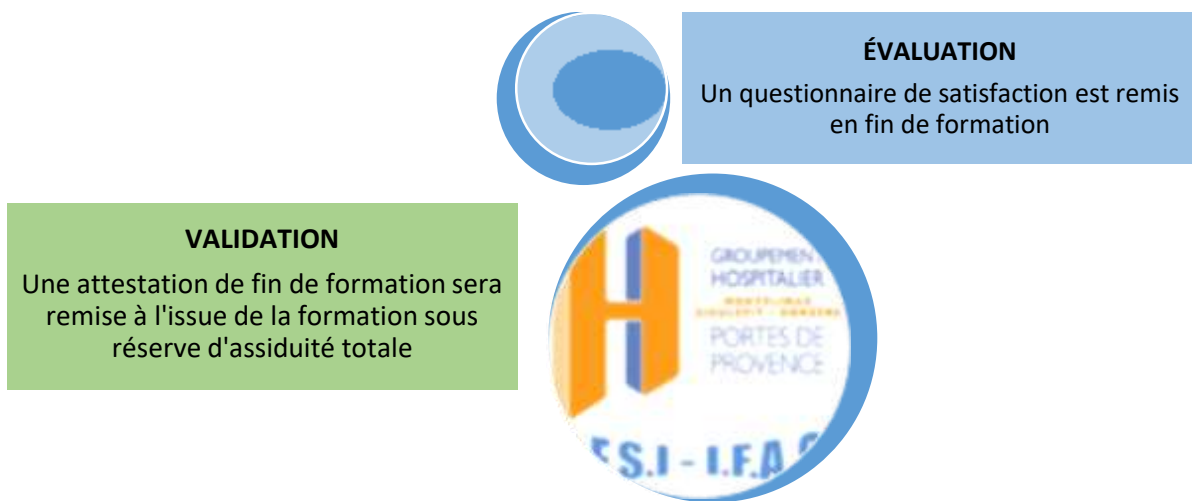 ÉVALUATION
Un questionnaire de satisfaction est remis
en fin de formation
VALIDATION
Une attestation de fin de formation sera
remise à l'issue de la formation sous
réserve d'assiduité totale
H
GROUPEMENT
HOSPITALIER
PORTES DE
PROVENCE
S.I - I.F.A